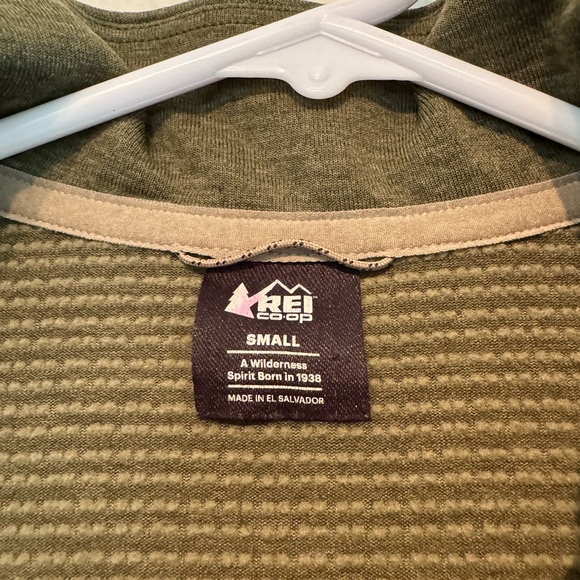 REI
co·op
SMALL
A Wilderness
Spirit Born in 1938
MADE IN EL SALVADOR